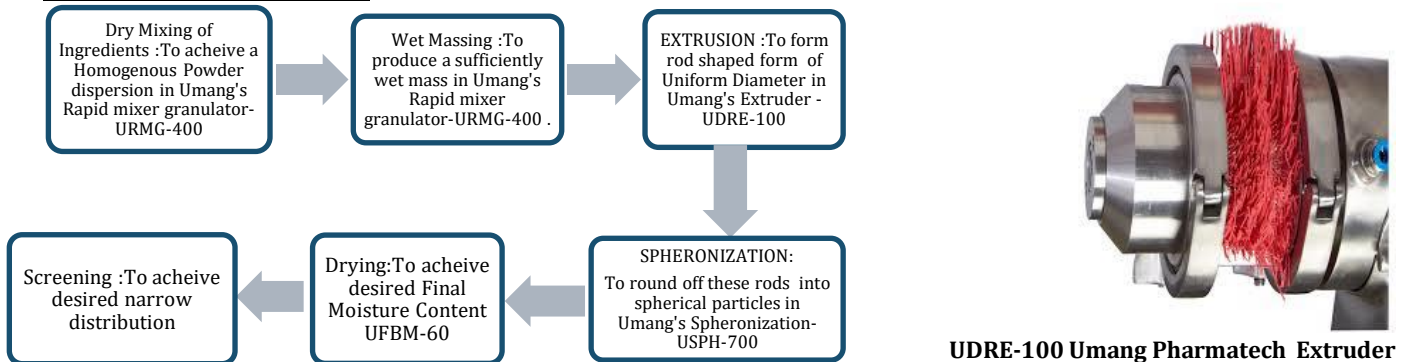 Dry Mixing of
Ingredients :To acheive a
Homogenous Powder
dispersion in Umang's
Rapid mixer granulator-
URMG-400
Wet Massing :To
produce a sufficiently
wet mass in Umang's
Rapid mixer
granulator-URMG-400 .
EXTRUSION :To form
rod shaped form of
Uniform Diameter in
Umang's Extruder -
UDRE-100
SPHERONIZATION:
To round off these rods into
spherical particles in
Umang's Spheronization-
USPH-700
Drying:To acheive
desired Final
Moisture Content
UFBM-60
Screening :To acheive
desired narrow
distribution
UDRE-100 Umang Pharmatech Extruder